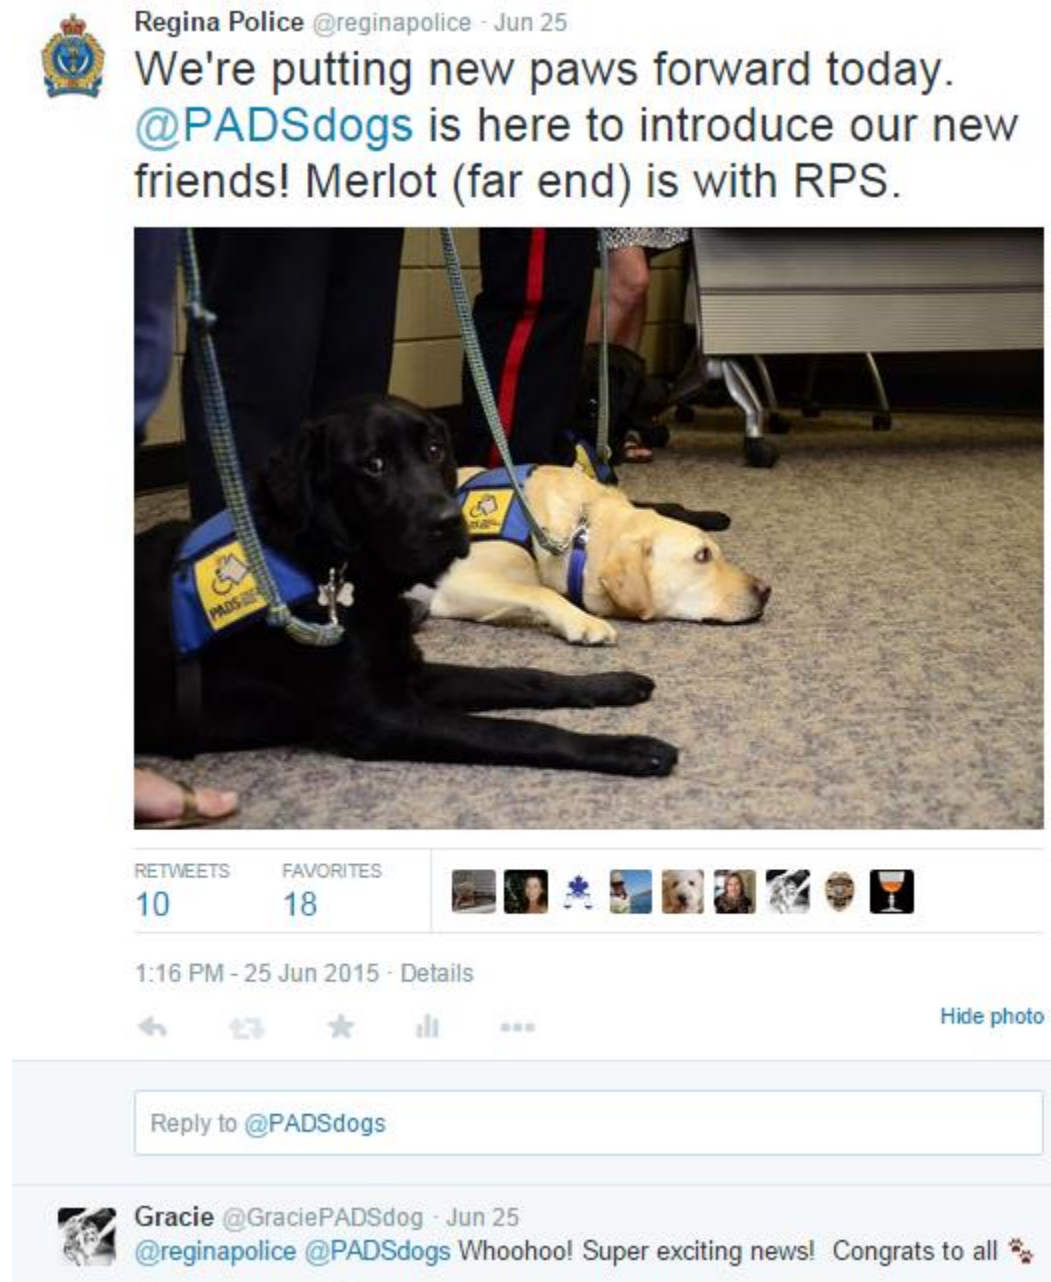 Regina Police @reginapolice · Jun 25
We're putting new paws forward today.
@PADSdogs is here to introduce our new
friends! Merlot (far end) is with RPS.
PADS
RETWEETS FAVORITES
10 18
1:16 PM - 25 Jun 2015 · Details
Hide photo
Reply to @PADSdogs
Gracie @GraciePADSdog · Jun 25
@reginapolice @PADSdogs Whoohoo! Super exciting news! Congrats to all 🐾